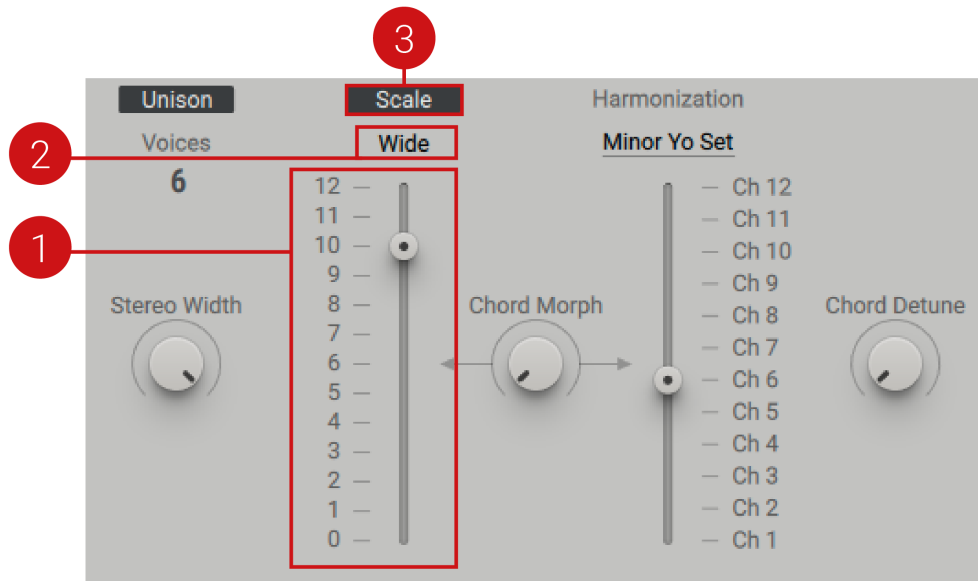 3
Unison Scale Harmonization
2 Voices Wide Minor Yo Set
6
12 Ch 12
11 Ch 11
1 10 Ch 10
9 Ch 9
Stereo Width 8 Chord Morph Ch 8 Chord Detune
7 Ch 7
6 Ch 6
5 Ch 5
4 Ch 4
3 Ch 3
2 Ch 2
1 Ch 1
0